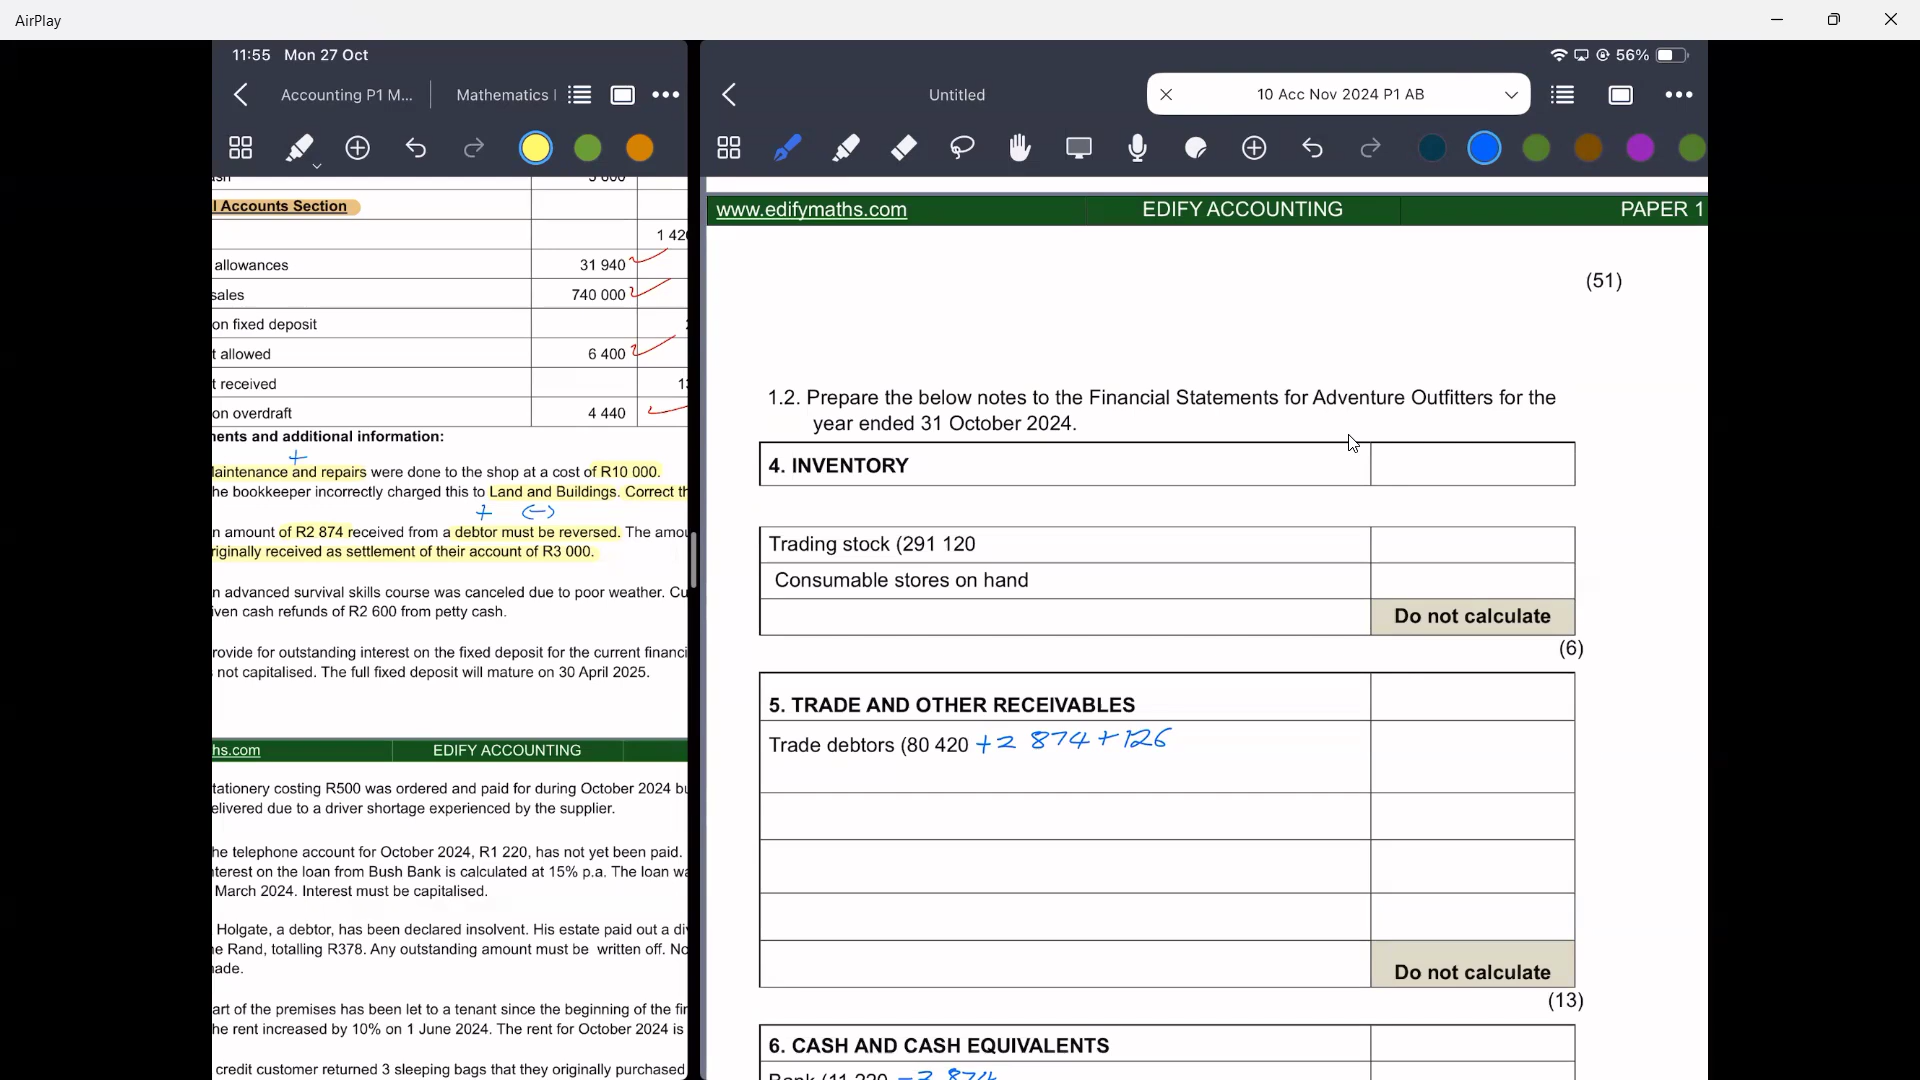 AirPlay
11:55 Mon 27 Oct
56%
Accounting P1 M...
Mathematics
Untitled
10 Acc Nov 2024 P1 AB
l Accounts Section
1 42
allowances 31 940
sales 740 000
on fixed deposit
t allowed 6 400
t received 1
on overdraft 4 440
ments and additional information:
+
Maintenance and repairs were done to the shop at a cost of R10 000.
he bookkeeper incorrectly charged this to Land and Buildings. Correct th
+ (-)
n amount of R2 874 received from a debtor must be reversed. The amou
riginally received as settlement of their account of R3 000.
n advanced survival skills course was canceled due to poor weather. Cu
iven cash refunds of R2 600 from petty cash.
rovide for outstanding interest on the fixed deposit for the current financi
not capitalised. The full fixed deposit will mature on 30 April 2025.
hs.com EDIFY ACCOUNTING
tationery costing R500 was ordered and paid for during October 2024 bu
elivered due to a driver shortage experienced by the supplier.
he telephone account for October 2024, R1 220, has not yet been paid.
terest on the loan from Bush Bank is calculated at 15% p.a. The loan wa
March 2024. Interest must be capitalised.
Holgate, a debtor, has been declared insolvent. His estate paid out a di
e Rand, totalling R378. Any outstanding amount must be written off. No
ade.
art of the premises has been let to a tenant since the beginning of the fi
he rent increased by 10% on 1 June 2024. The rent for October 2024 is
credit customer returned 3 sleeping bags that they originally purchased
www.edifymaths.com EDIFY ACCOUNTING PAPER 1
(51)
1.2. Prepare the below notes to the Financial Statements for Adventure Outfitters for the
year ended 31 October 2024.
4. INVENTORY
Trading stock (291 120
Consumable stores on hand
Do not calculate
(6)
5. TRADE AND OTHER RECEIVABLES
Trade debtors (80 420 +2 874+126
Do not calculate
(13)
6. CASH AND CASH EQUIVALENTS
Bank (11 220 -2 874